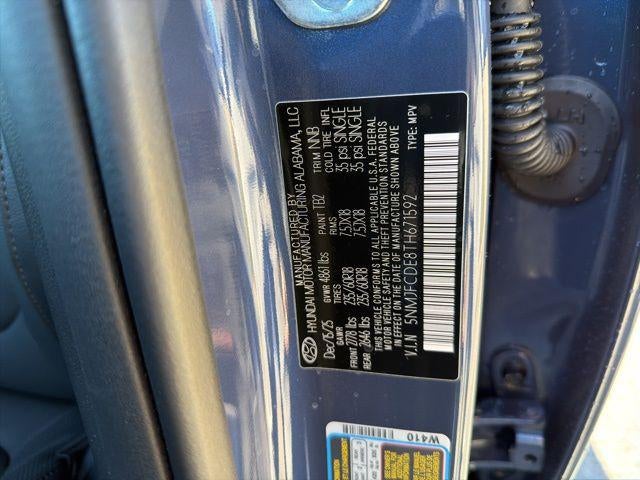 MANUFACTURED BY
HYUNDAI MOTOR MANUFACTURING ALABAMA, LLC
Dec/15/25 GVWR 4861 lbs PAINT TB2 TRIM NNB
GAWR TIRES RIMS COLD TIRE INFL
FRONT 2778 lbs 235/60R18 7.5JX18 35 psi SINGLE
REAR 2646 lbs 235/60R18 7.5JX18 35 psi SINGLE
THIS VEHICLE CONFORMS TO ALL APPLICABLE U.S.A. FEDERAL
MOTOR VEHICLE SAFETY AND THEFT PREVENTION STANDARDS
IN EFFECT ON THE DATE OF MANUFACTURE SHOWN ABOVE
V.I.N 5NMJFCDE8TH671592 TYPE: MPV
W410